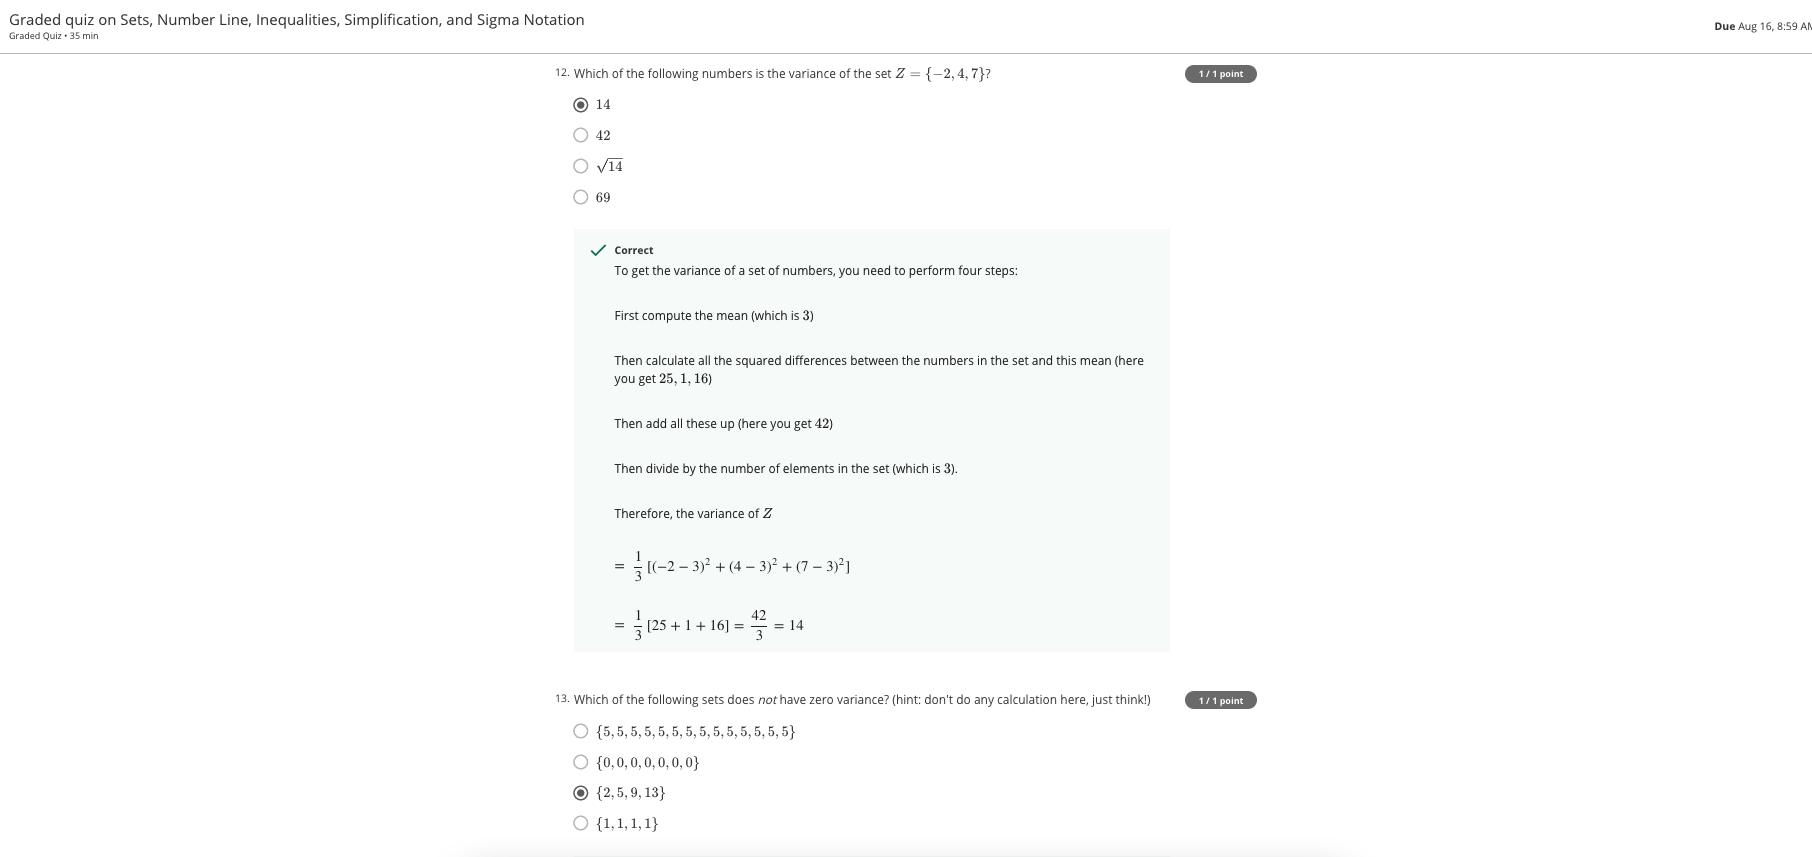 Graded quiz on Sets, Number Line, Inequalities, Simplification, and Sigma Notation
Graded Quiz • 35 min
Due Aug 16, 8:59 AM
12. Which of the following numbers is the variance of the set Z = {−2, 4, 7}?
1 / 1 point
14
42
√14
69
Correct
To get the variance of a set of numbers, you need to perform four steps:
First compute the mean (which is 3)
Then calculate all the squared differences between the numbers in the set and this mean (here
you get 25, 1, 16)
Then add all these up (here you get 42)
Then divide by the number of elements in the set (which is 3).
Therefore, the variance of Z
= 1/3 [(−2 − 3)² + (4 − 3)² + (7 − 3)²]
= 1/3 [25 + 1 + 16] = 42/3 = 14
13. Which of the following sets does not have zero variance? (hint: don't do any calculation here, just think!)
1 / 1 point
{5, 5, 5, 5, 5, 5, 5, 5, 5, 5, 5, 5, 5, 5}
{0, 0, 0, 0, 0, 0, 0}
{2, 5, 9, 13}
{1, 1, 1, 1}